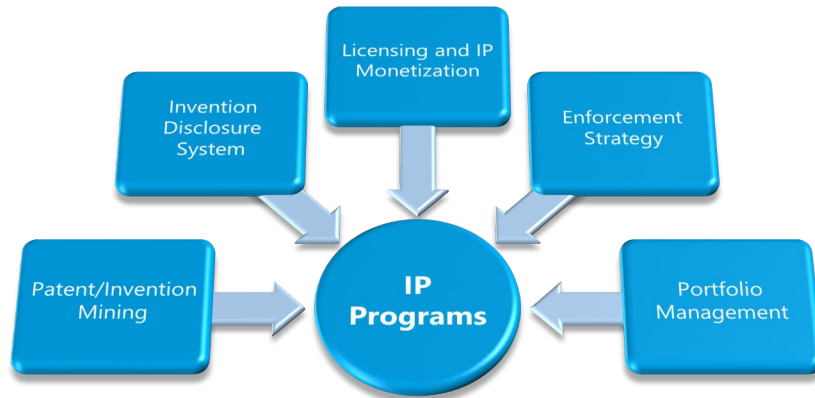 Licensing and IP
Monetization
Invention
Disclosure
System
Enforcement
Strategy
Patent/Invention
Mining
IP
Programs
Portfolio
Management